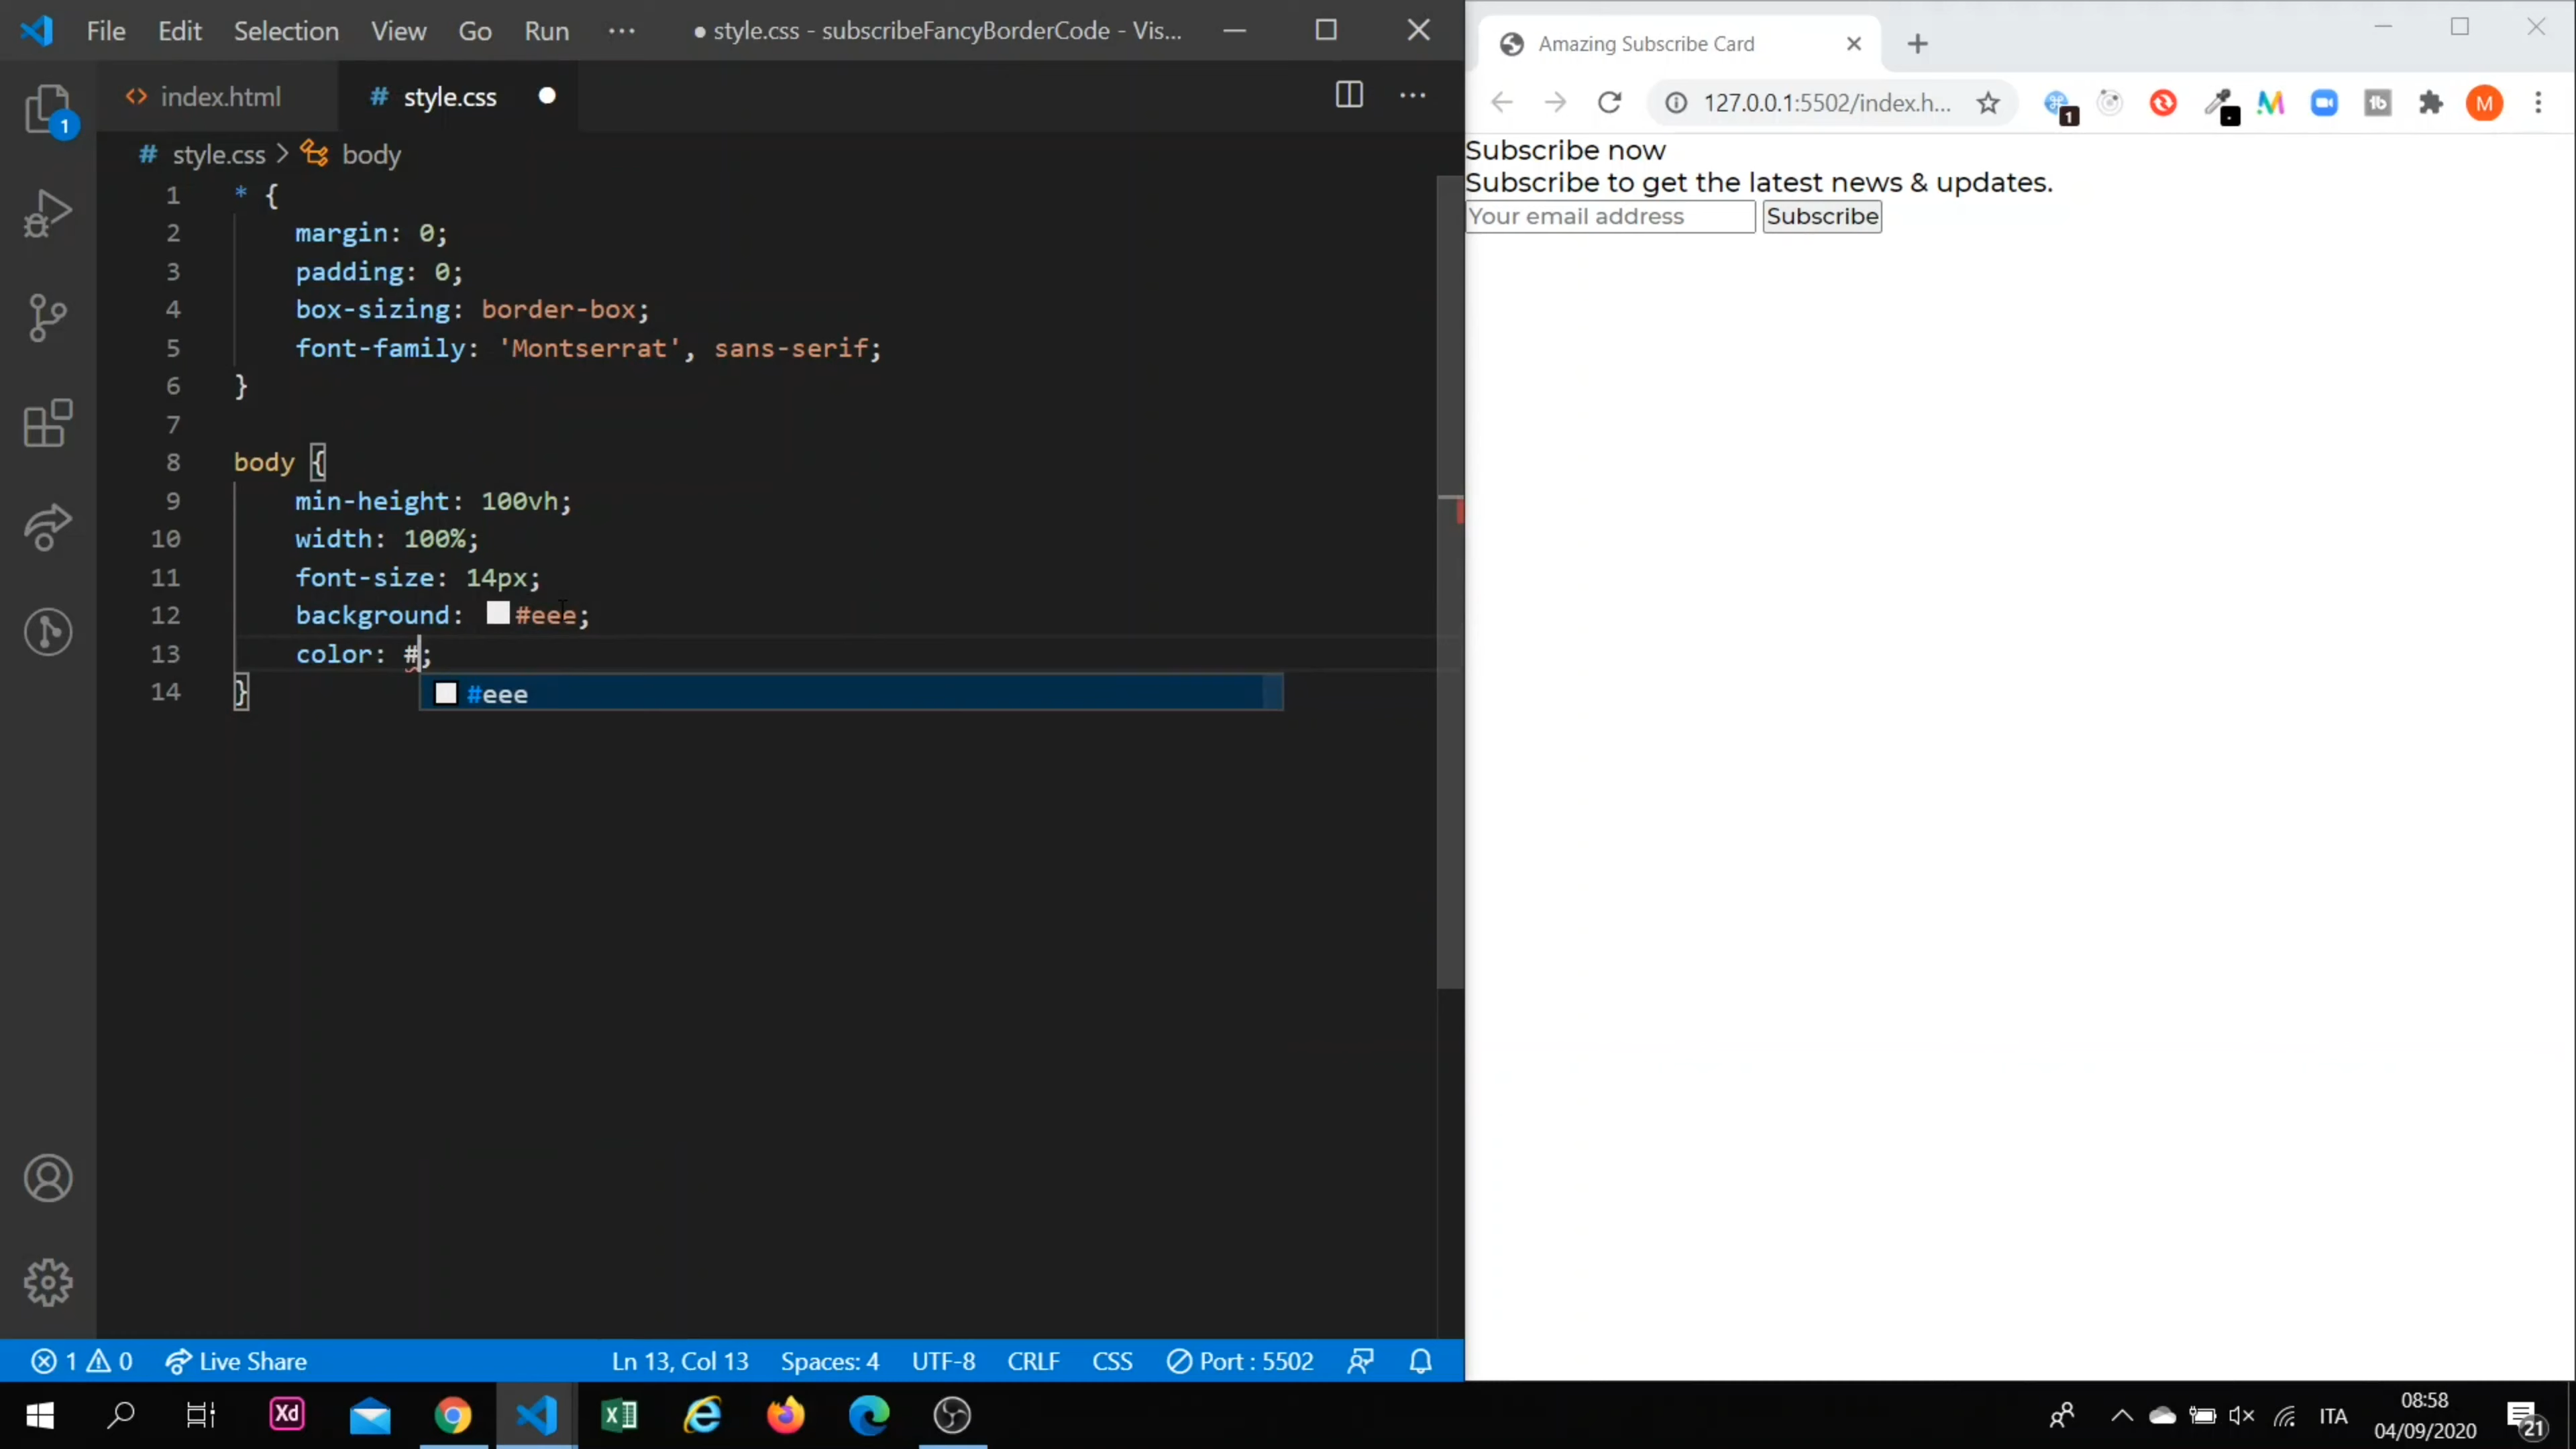 File Edit Selection View Go Run ··· ● style.css - subscribeFancyBorderCode - Vis...
index.html # style.css
# style.css > body
1 * {
2 margin: 0;
3 padding: 0;
4 box-sizing: border-box;
5 font-family: 'Montserrat', sans-serif;
6 }
7
8 body {
9 min-height: 100vh;
10 width: 100%;
11 font-size: 14px;
12 background: #eee;
13 color: #;
14 }
#eee
1
1 0 Live Share Ln 13, Col 13 Spaces: 4 UTF-8 CRLF CSS Port : 5502
Amazing Subscribe Card
127.0.0.1:5502/index.h... 1 M
Subscribe now
Subscribe to get the latest news & updates.
Your email address Subscribe
Xd ITA 08:58
04/09/2020 21